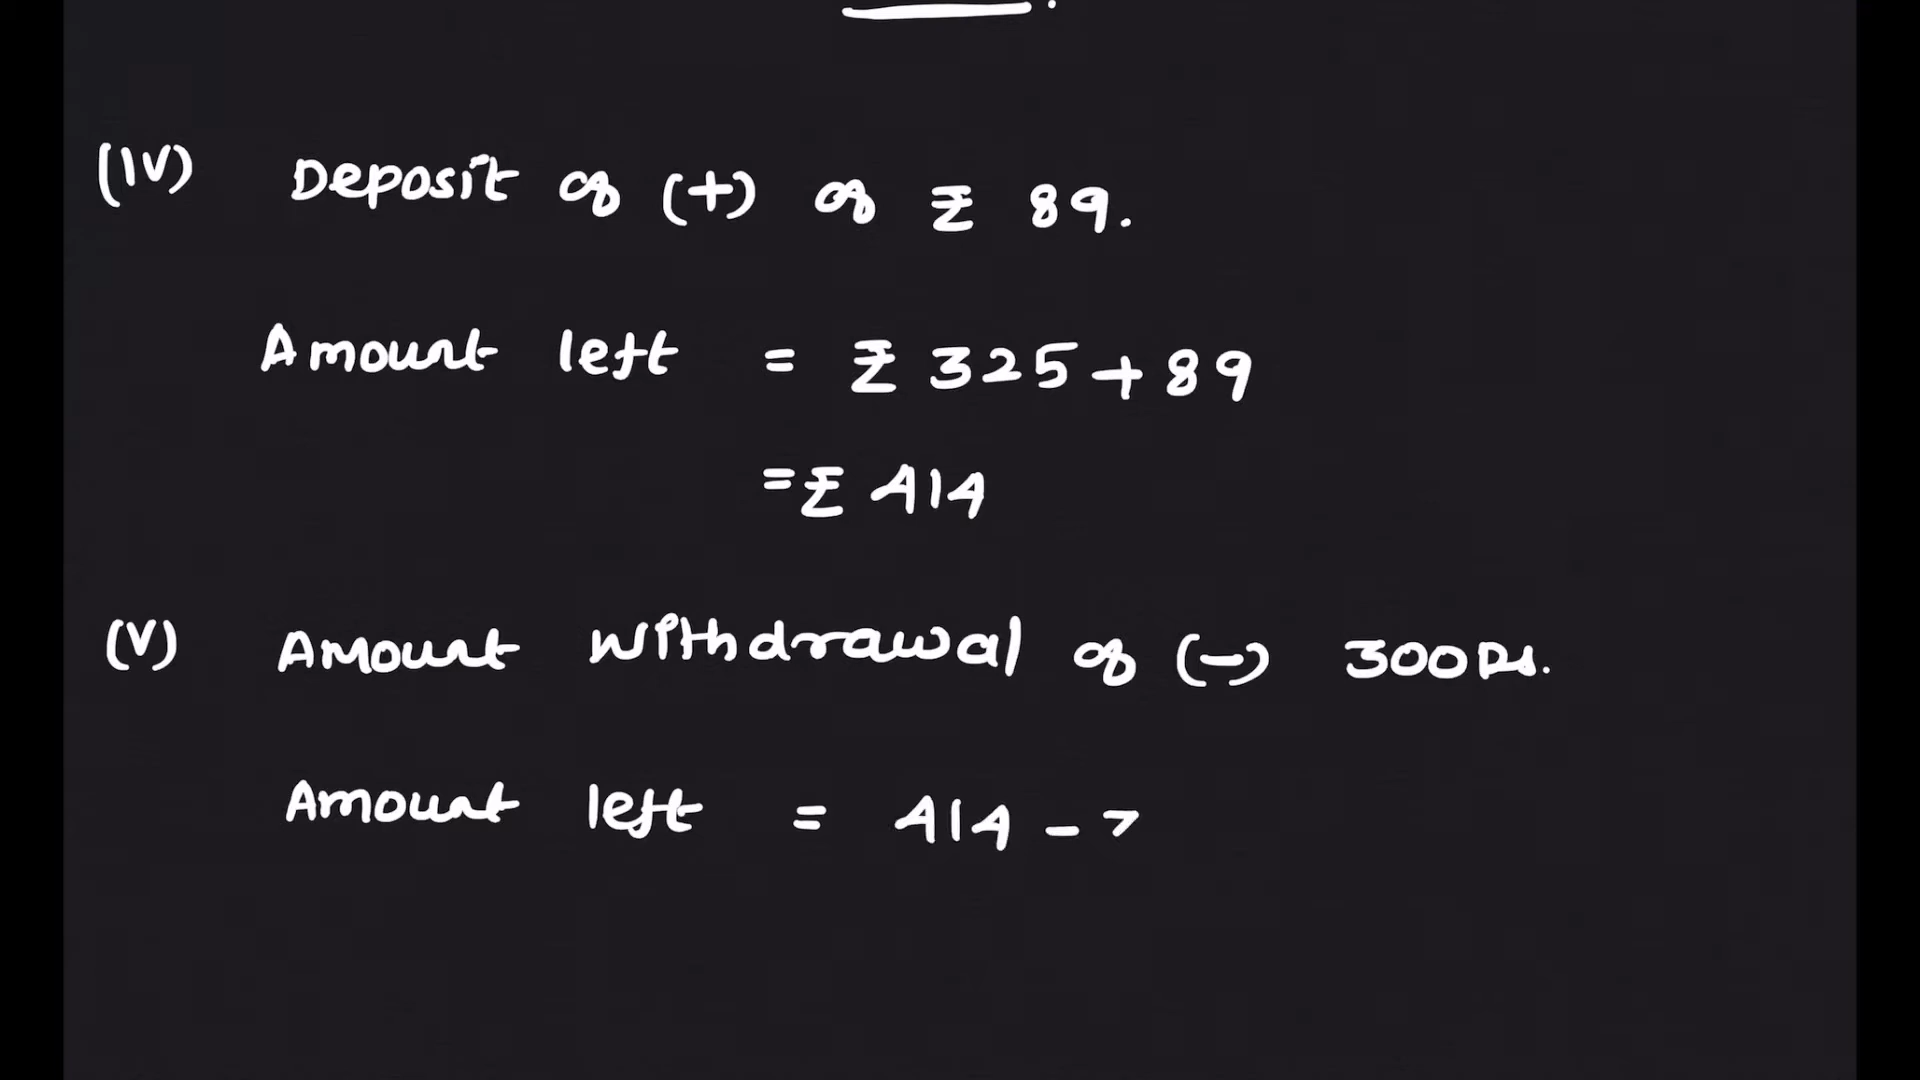 (IV) Deposit of (+) of ₹ 89.
Amount left = ₹ 325 + 89
= ₹ 414
(V) Amount withdrawal of (-) 300 Rs.
Amount left = 414 -